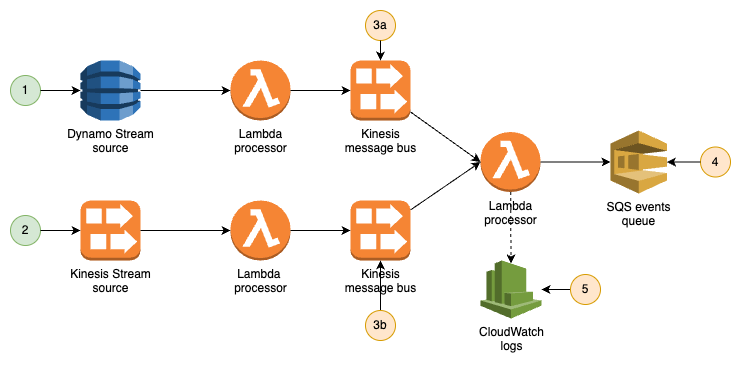 3a
1
Dynamo Stream
source
Lambda
processor
Kinesis
message bus
Lambda
processor
SQS events
queue
4
2
Kinesis Stream
source
Lambda
processor
Kinesis
message bus
3b
CloudWatch
logs
5